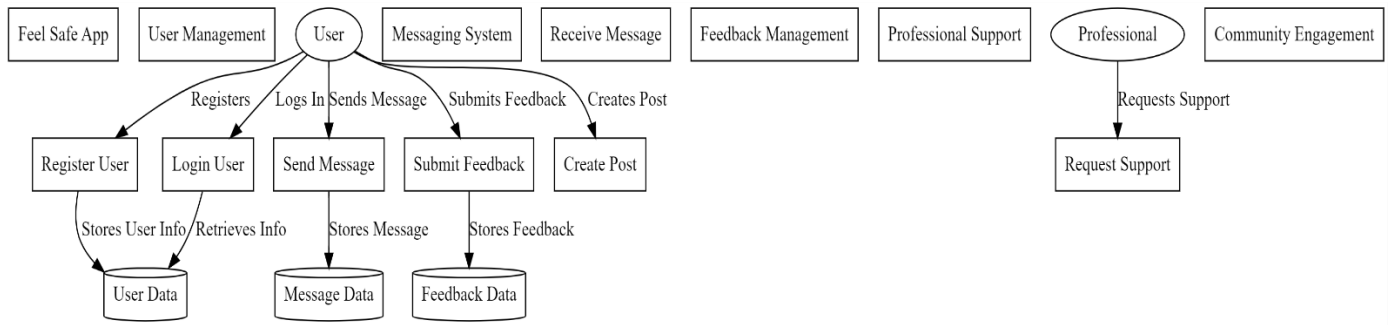 Feel Safe App
User Management
User
Messaging System
Receive Message
Feedback Management
Professional Support
Professional
Community Engagement
Registers
Logs In
Sends Message
Submits Feedback
Creates Post
Requests Support
Register User
Login User
Send Message
Submit Feedback
Create Post
Request Support
Stores User Info
Retrieves Info
Stores Message
Stores Feedback
User Data
Message Data
Feedback Data